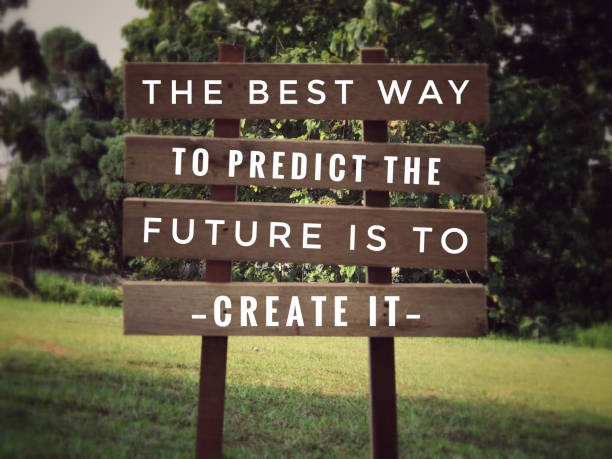 THE BEST WAY
TO PREDICT THE
FUTURE IS TO
-CREATE IT-